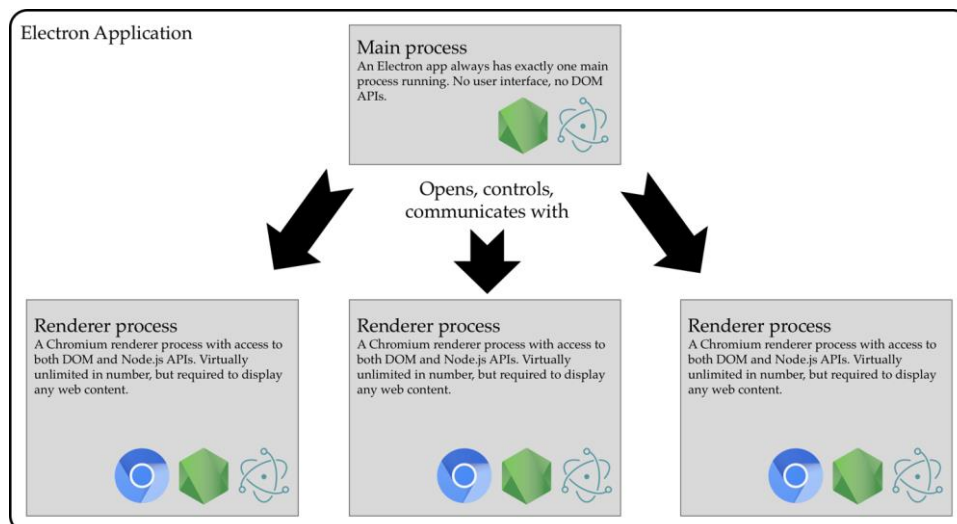 Electron Application
Main process
An Electron app always has exactly one main
process running. No user interface, no DOM
APIs.
Opens, controls,
communicates with
Renderer process
A Chromium renderer process with access to
both DOM and Node.js APIs. Virtually
unlimited in number, but required to display
any web content.
Renderer process
A Chromium renderer process with access to
both DOM and Node.js APIs. Virtually
unlimited in number, but required to display
any web content.
Renderer process
A Chromium renderer process with access to
both DOM and Node.js APIs. Virtually
unlimited in number, but required to display
any web content.